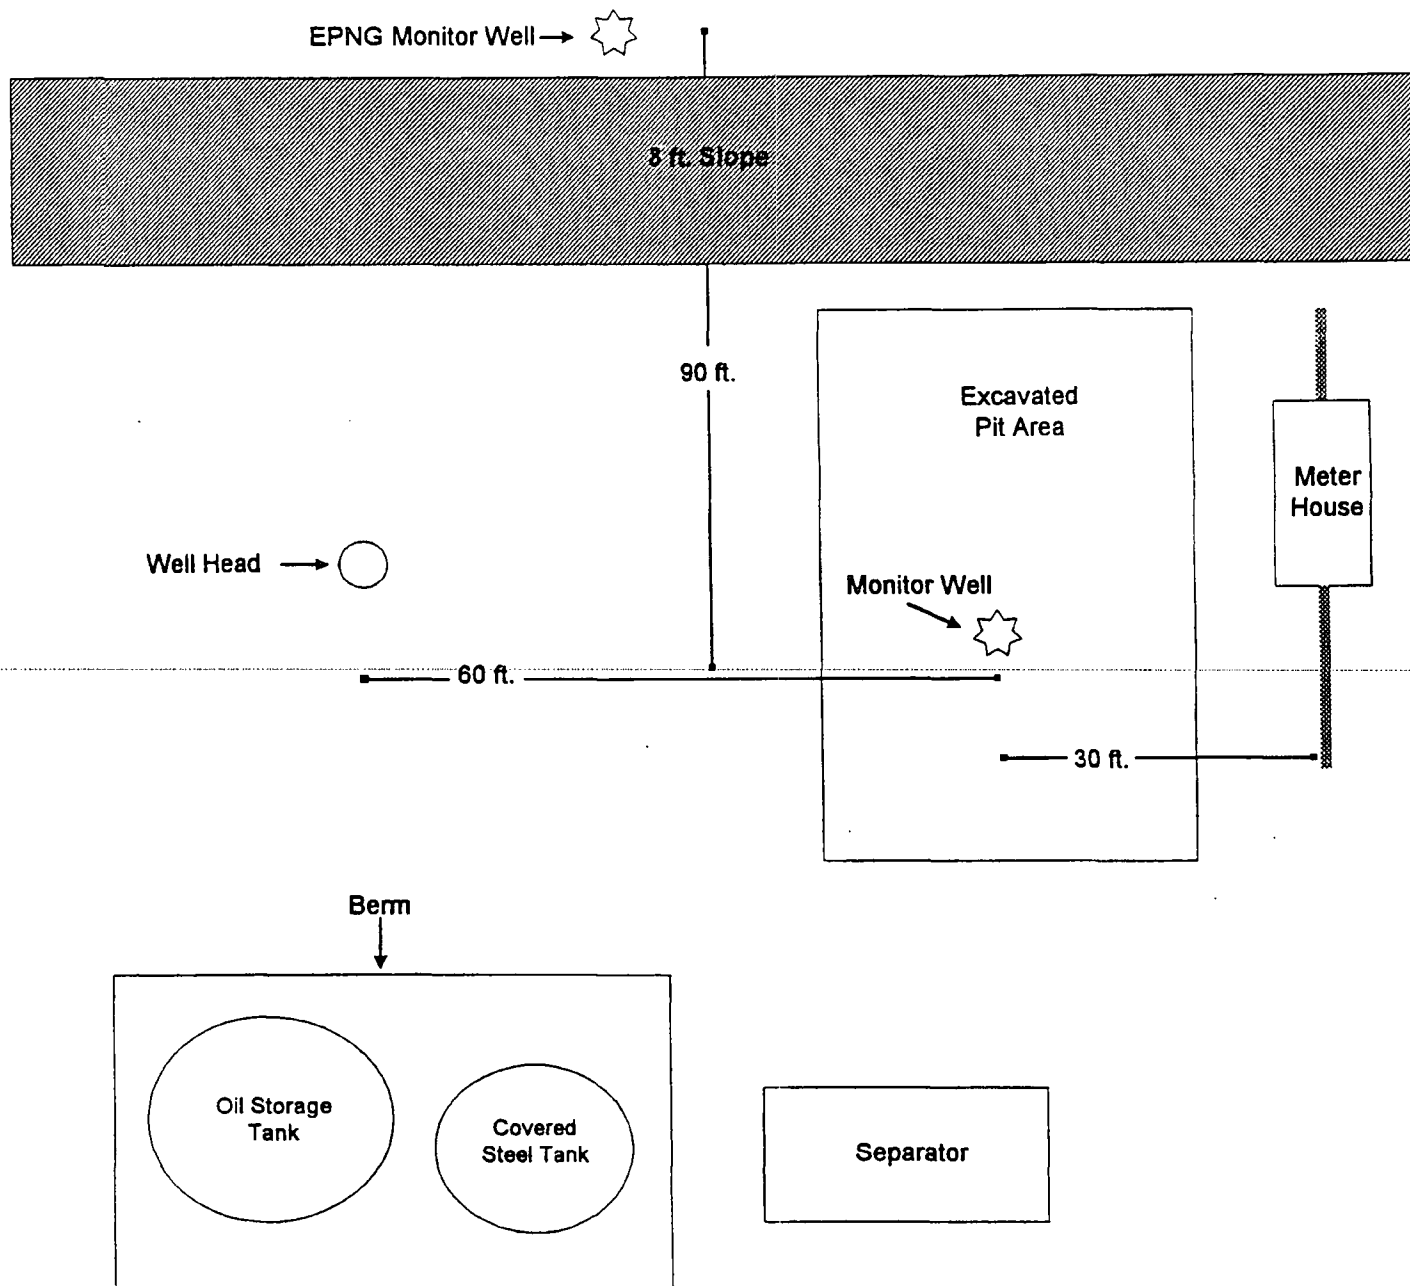 EPNG Monitor Well
8 ft. Slope
90 ft.
Excavated
Pit Area
Meter
House
Well Head
Monitor Well
60 ft.
30 ft.
Berm
Oil Storage
Tank
Covered
Steel Tank
Separator